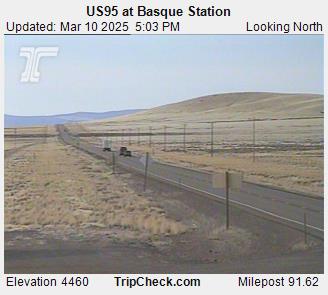 US95 at Basque Station
Updated: Mar 10 2025 5:03 PM Looking North
Elevation 4460 TripCheck.com Milepost 91.62